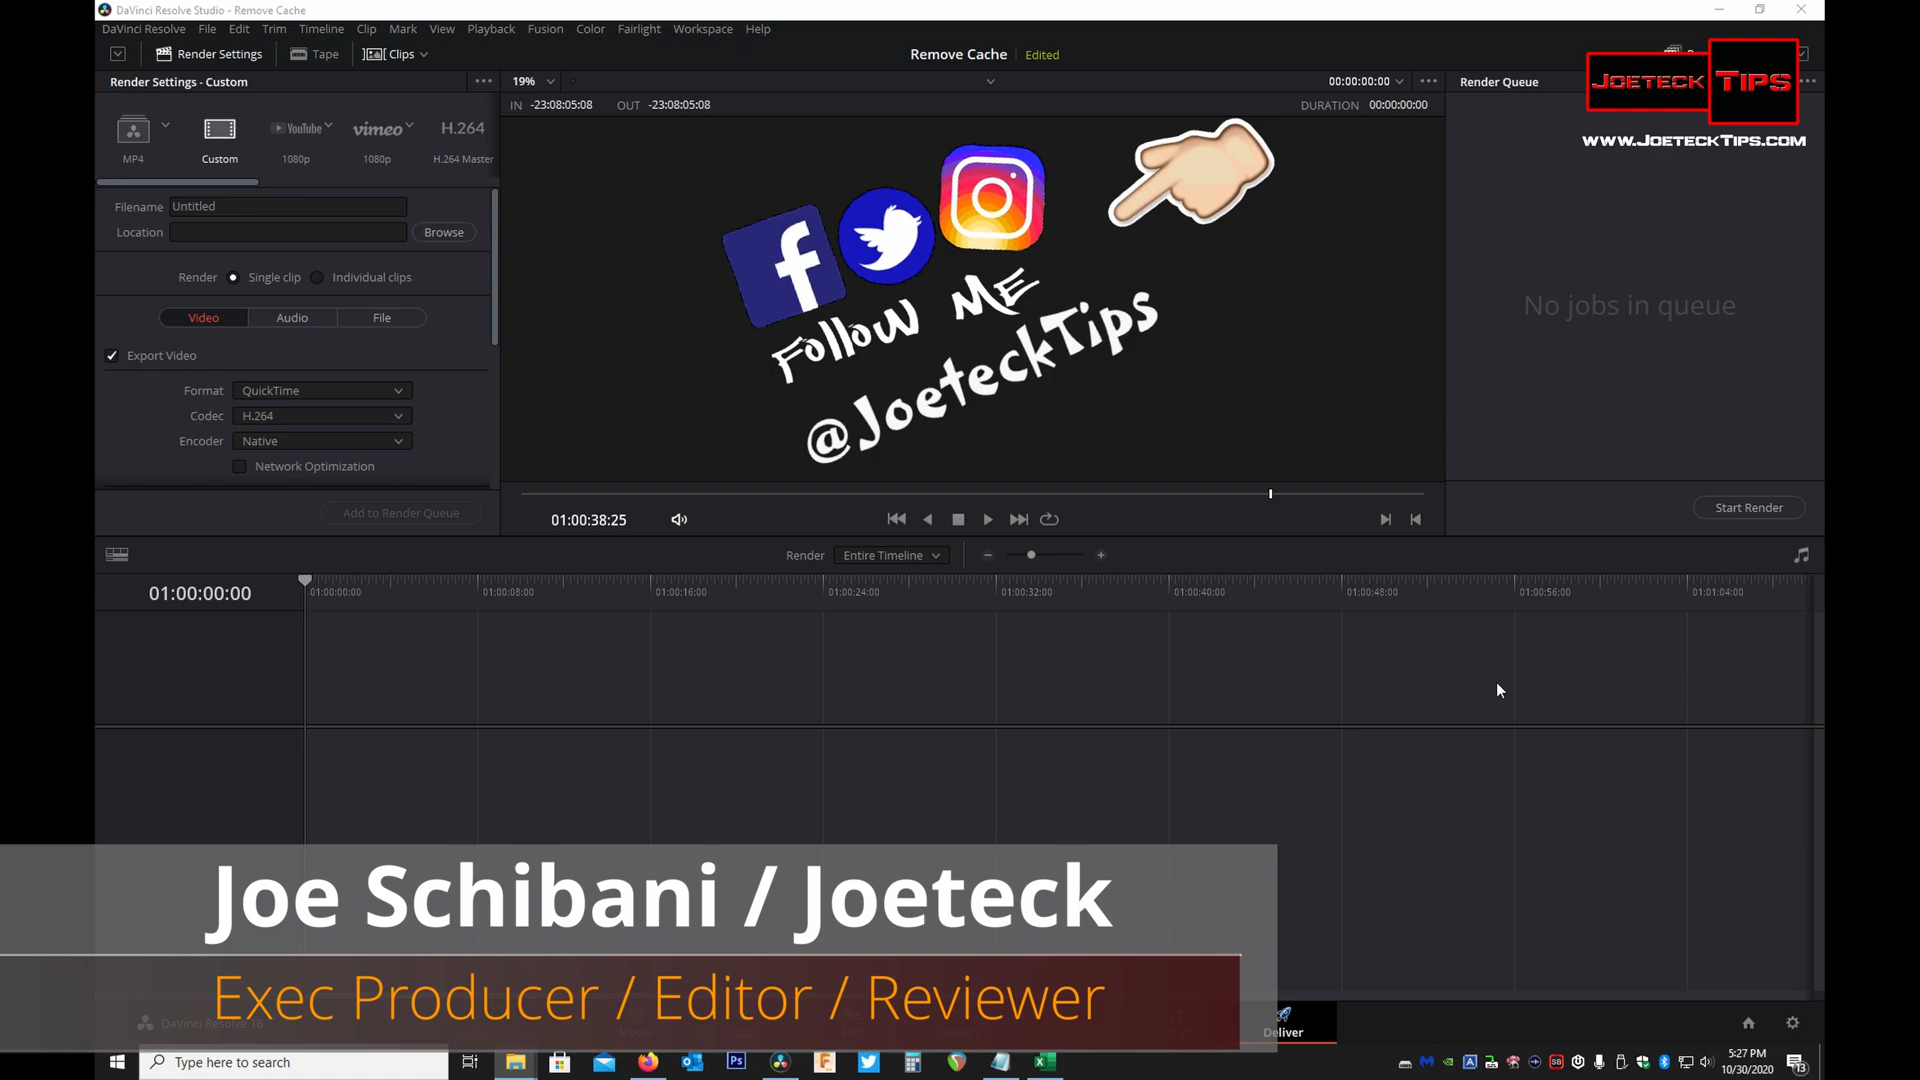 DaVinci Resolve Studio - Remove Cache
DaVinci Resolve File Edit Trim Timeline Clip Mark View Playback Fusion Color Fairlight Workspace Help
Render Settings Tape Clips Remove Cache Edited
JOETECK TIPS
WWW.JOETECKTIPS.COM
Render Settings - Custom 19% 00:00:00:00 Render Queue
IN -23:08:05:08 OUT -23:08:05:08 DURATION 00:00:00:00
YouTube vimeo H.264
MP4 Custom 1080p 1080p H.264 Master
Filename Untitled
Location Browse
Render Single clip Individual clips
Video Audio File
Export Video
Format QuickTime
Codec H.264
Encoder Native
Network Optimization
Add to Render Queue
FOLLOW ME
@JoeteckTips
No jobs in queue
Start Render
01:00:38:25
Render Entire Timeline
01:00:00:00
01:00:00:00 01:00:08:00 01:00:16:00 01:00:24:00 01:00:32:00 01:00:40:00 01:00:48:00 01:00:56:00 01:01:04:00
Joe Schibani / Joeteck
Exec Producer / Editor / Reviewer
DaVinci Resolve 16
Deliver
Type here to search
Ps
5:27 PM
10/30/2020
13